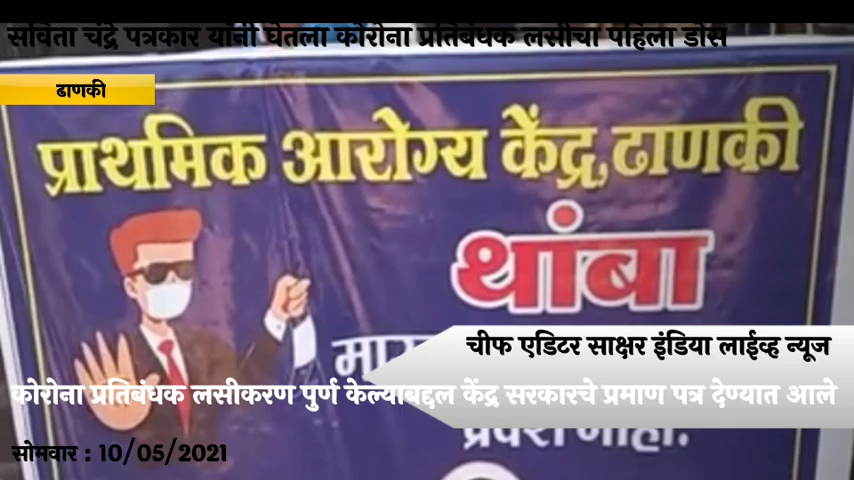 सविता चंद्रे पत्रकार यांनी घेतला कोरोना प्रतिबंधक लसीचा पहिला डोस
ढाणकी
प्राथमिक आरोग्य केंद्र,ढाणकी
थांबा
चीफ एडिटर साक्षर इंडिया लाईव्ह न्यूज
कोरोना प्रतिबंधक लसीकरण पुर्ण केल्याबद्दल केंद्र सरकारचे प्रमाण पत्र देण्यात आले
प्रवेश नाही.
सोमवार : 10/05/2021